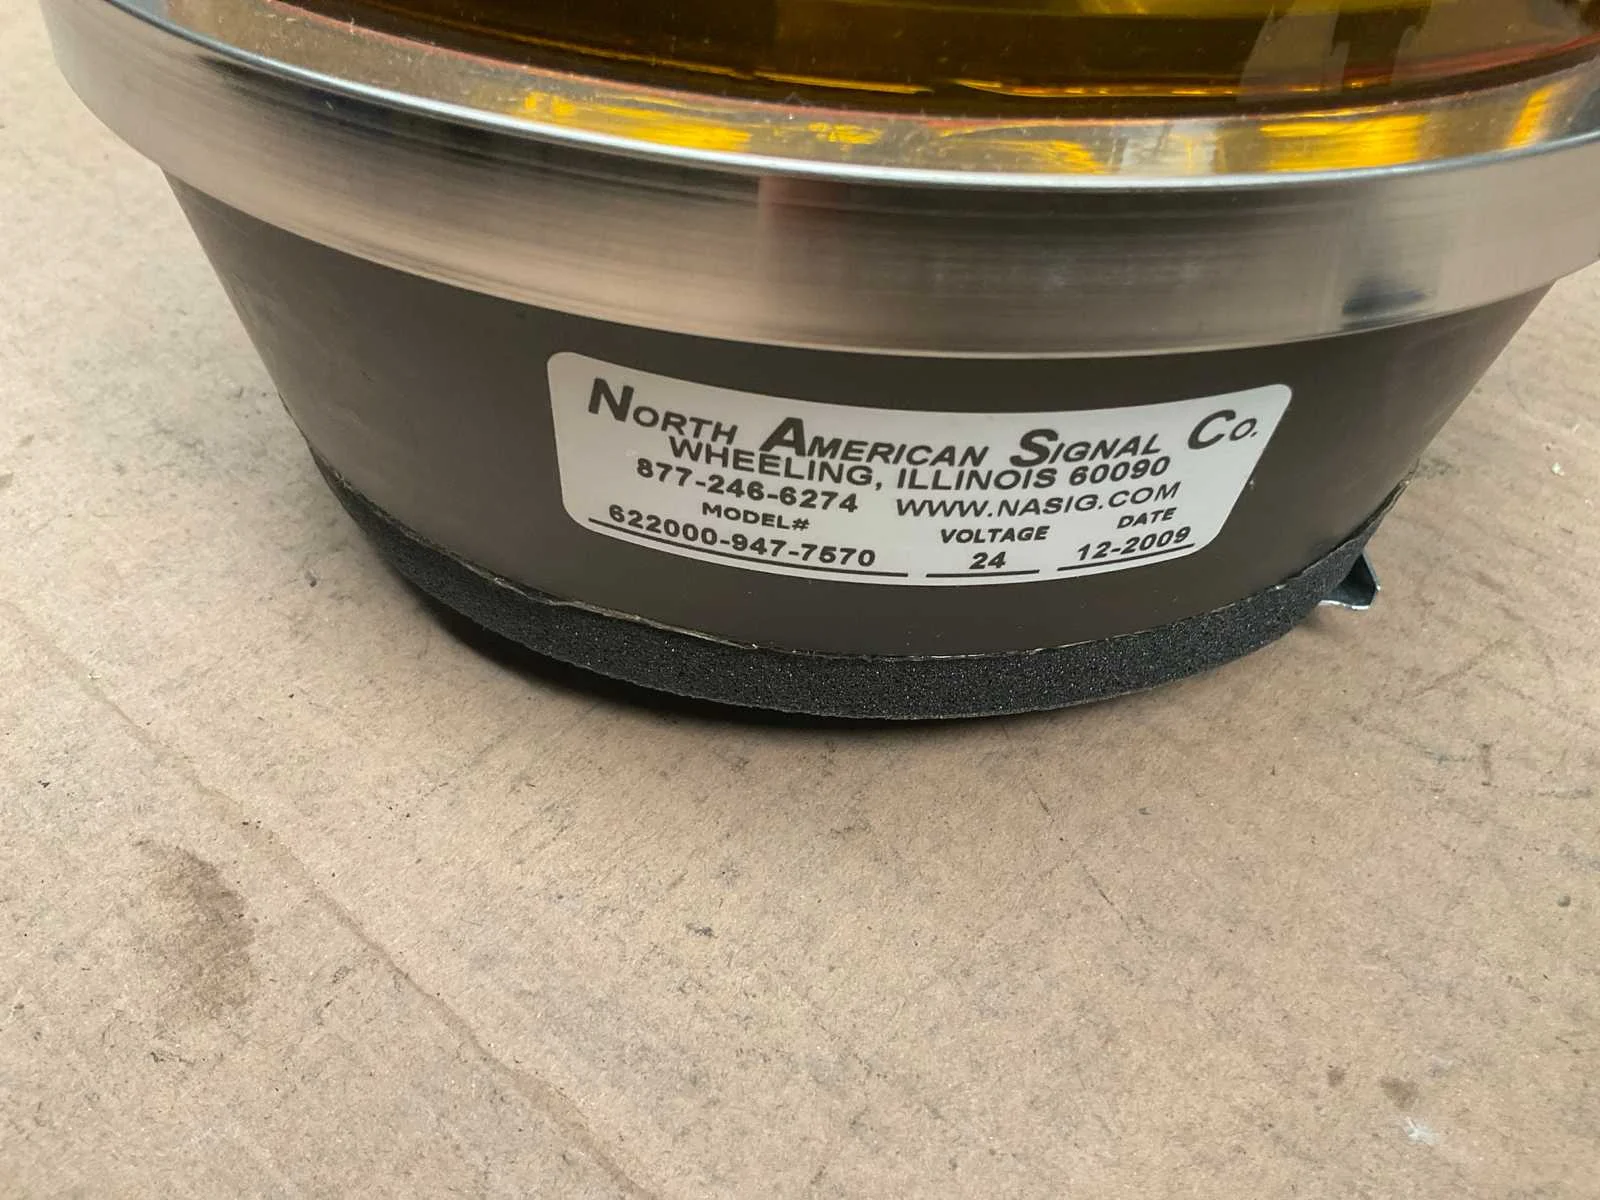 NORTH AMERICAN SIGNAL CO.
WHEELING, ILLINOIS 60090
877-246-6274 WWW.NASIG.COM
MODEL# VOLTAGE DATE
622000-947-7570 24 12-2009